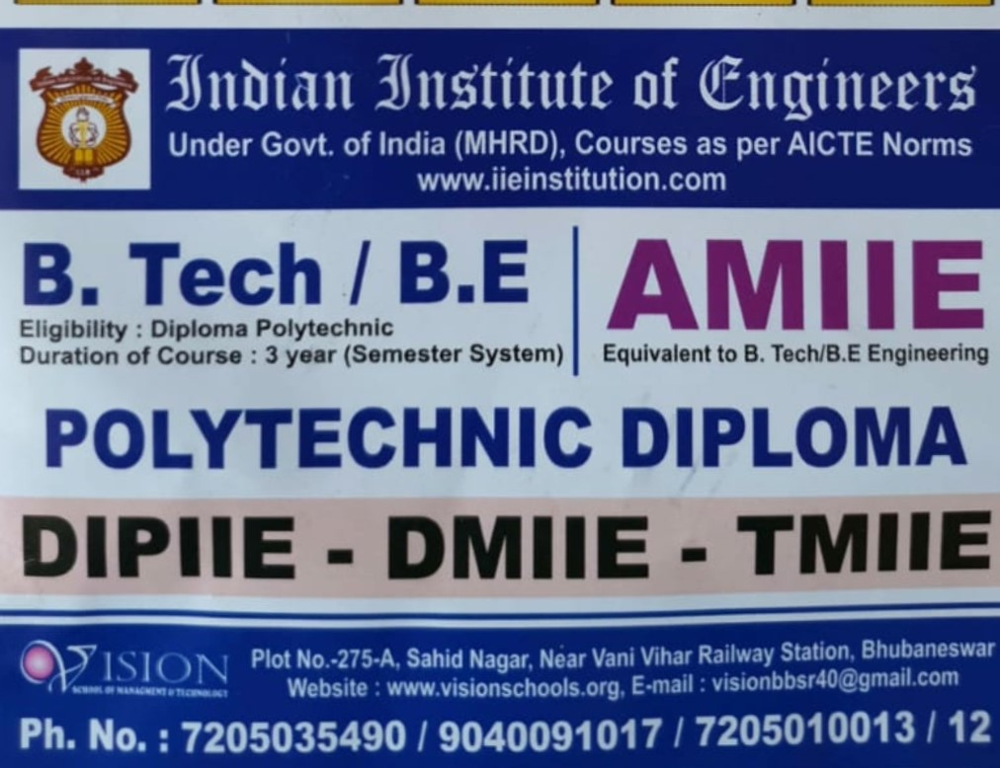 Indian Institute of Engineers
Under Govt. of India (MHRD), Courses as per AICTE Norms
www.iieinstitution.com
B. Tech / B.E
Eligibility : Diploma Polytechnic
Duration of Course : 3 year (Semester System)
AMIIE
Equivalent to B. Tech/B.E Engineering
POLYTECHNIC DIPLOMA
DIPIIE - DMIIE - TMIIE
VISION
SCHOOL OF MANAGMENT & TECHNOLOGY
Plot No.-275-A, Sahid Nagar, Near Vani Vihar Railway Station, Bhubaneswar
Website : www.visionschools.org, E-mail : visionbbsr40@gmail.com
Ph. No. : 7205035490 / 9040091017 / 7205010013 / 12